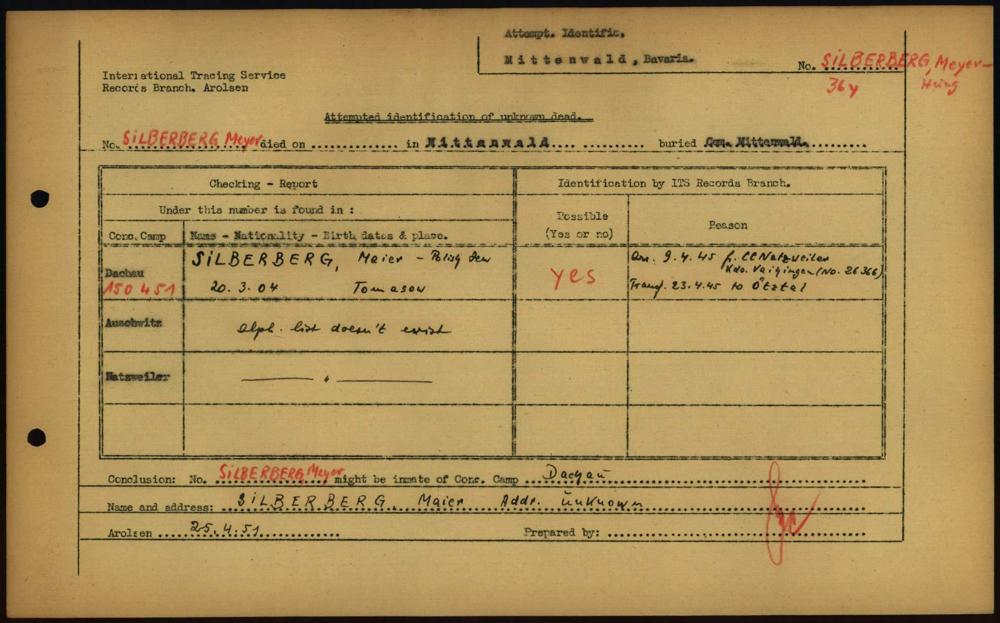 Attempt. Identific.
Mittenwald, Bavaria.
No. SILBERBERG, Meyer-
36y
International Tracing Service
Records Branch. Arolsen
Attempted identification of unknown dead.
No. SILBERBERG Meyer died on ............. in Mittenwald.... ........... buried Cem. Mittenwald...........
Checking - Report
Identification by ITS Records Branch.
Under this number is found in :
Possible
(Yes or no)
Reason
Conc. Camp
Name - Nationality - Birth dates & place.
Dachau
150451
SILBERBERG, Maier - Polish Jew
20.3.04 Tomasow
yes
Arr. 9.4.45 f. CC Natzweiler
Kdo. Vaihingen (No. 26366)
Transf. 23.4.45 to Ötztal
Auschwitz
alph. list doesn't exist
Natzweiler
— " —
Conclusion: No. SILBERBERG, Meyer might be inmate of Conc. Camp Dachau
Name and address: SILBERBERG, Maier Addr. unknown
Arolsen 25.4.51
Prepared by: